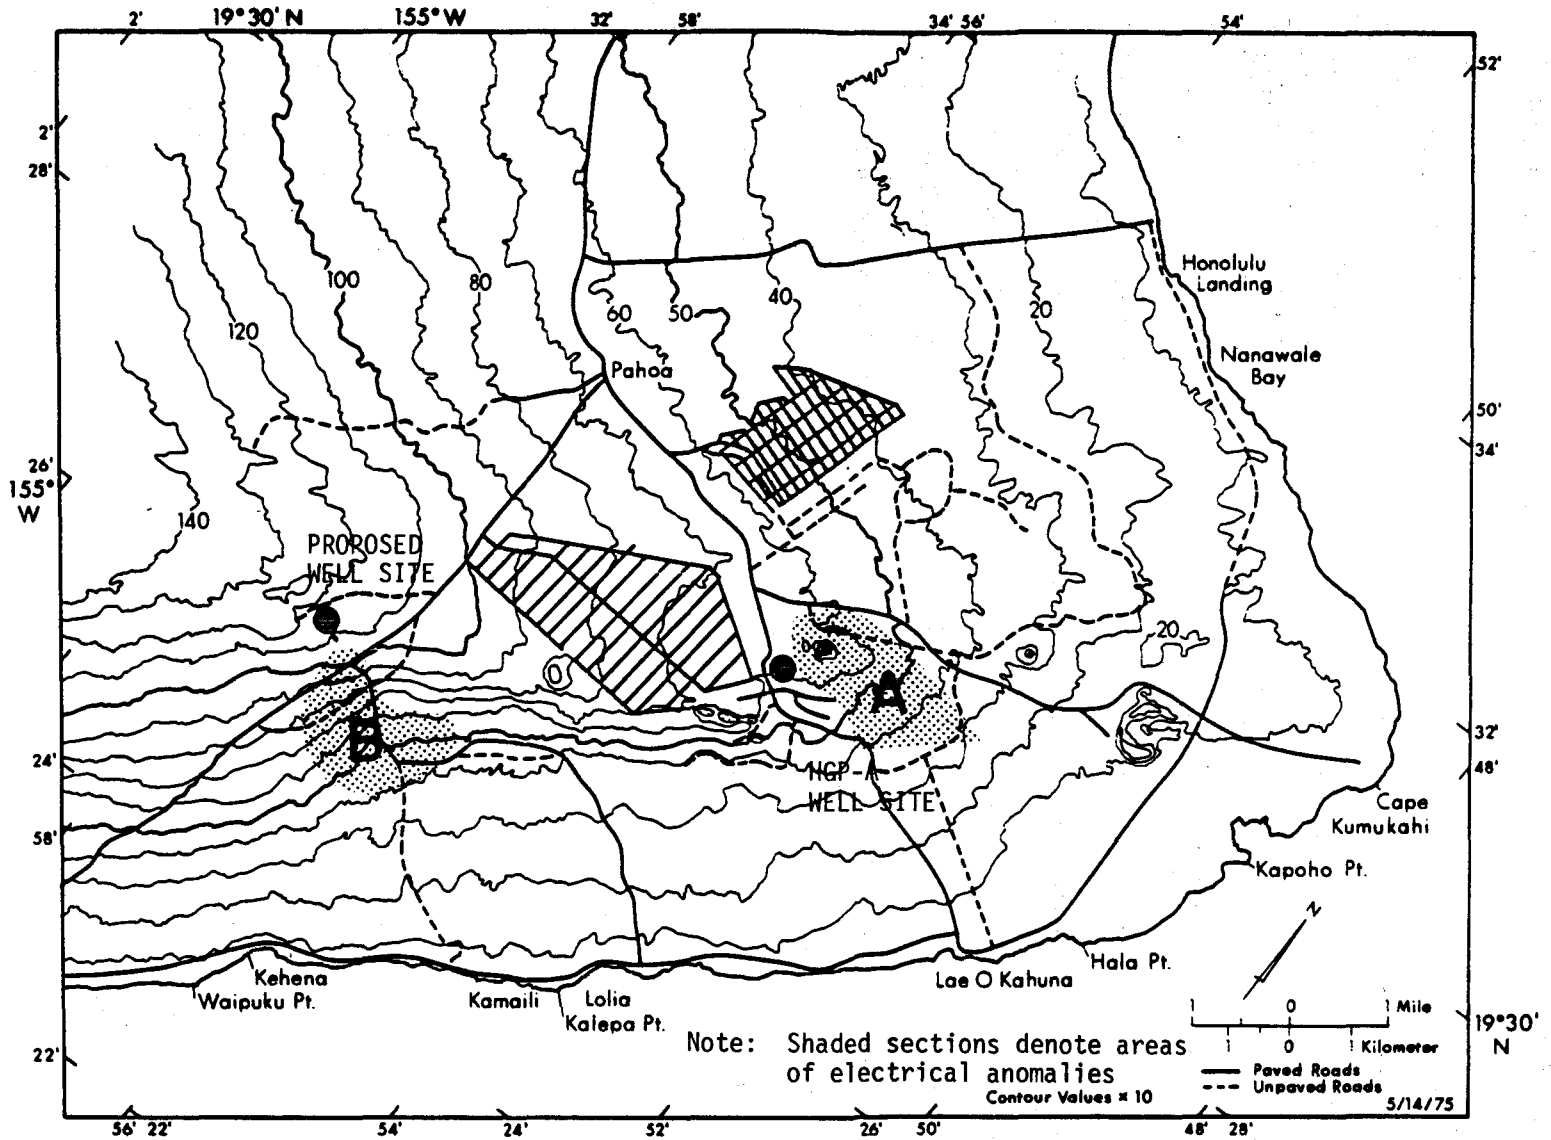 2' 19°30' N 155° W 32' 58' 34' 56' 54'
52'
2'
28'
Honolulu
Landing
100
80
60
50
40
20
120
Nanawale
Bay
Pahoa
50'
34'
26'
155°
W
140
PROPOSED
WELL SITE
20
A
B
32'
24'
48'
HGP-A
WELL SITE
Cape
Kumukahi
58'
Kapoho Pt.
N
Kehena
Waipuku Pt.
Kamaili
Lolia
Kalepa Pt.
Lae O Kahuna
Hala Pt.
1 0 1 Mile
1 0 1 Kilometer
19°30'
N
22'
Note: Shaded sections denote areas
of electrical anomalies
Contour Values × 10
Paved Roads
Unpaved Roads
5/14/75
56' 22' 54' 24' 52' 26' 50' 48' 28'